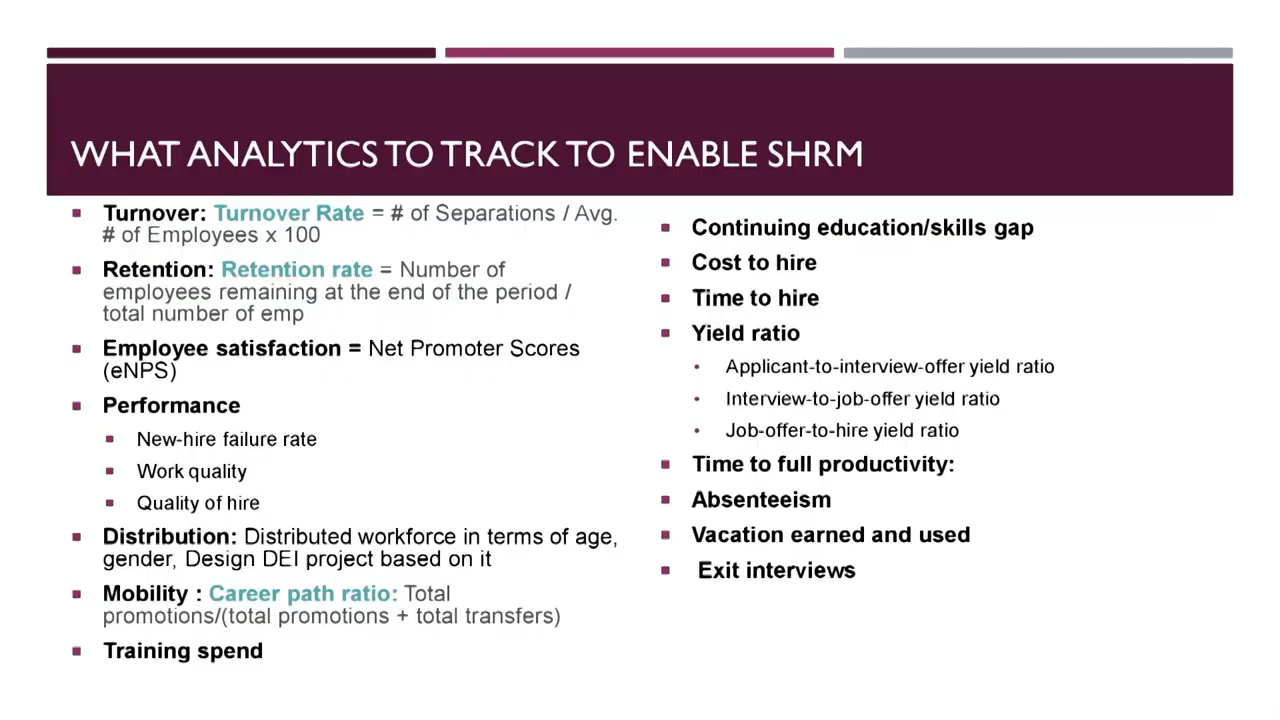 WHAT ANALYTICS TO TRACK TO ENABLE SHRM
Turnover: Turnover Rate = # of Separations / Avg.
# of Employees x 100
Retention: Retention rate = Number of
employees remaining at the end of the period /
total number of emp
Employee satisfaction = Net Promoter Scores
(eNPS)
Performance
New-hire failure rate
Work quality
Quality of hire
Distribution: Distributed workforce in terms of age,
gender, Design DEI project based on it
Mobility : Career path ratio: Total
promotions/(total promotions + total transfers)
Training spend
Continuing education/skills gap
Cost to hire
Time to hire
Yield ratio
Applicant-to-interview-offer yield ratio
Interview-to-job-offer yield ratio
Job-offer-to-hire yield ratio
Time to full productivity:
Absenteeism
Vacation earned and used
Exit interviews